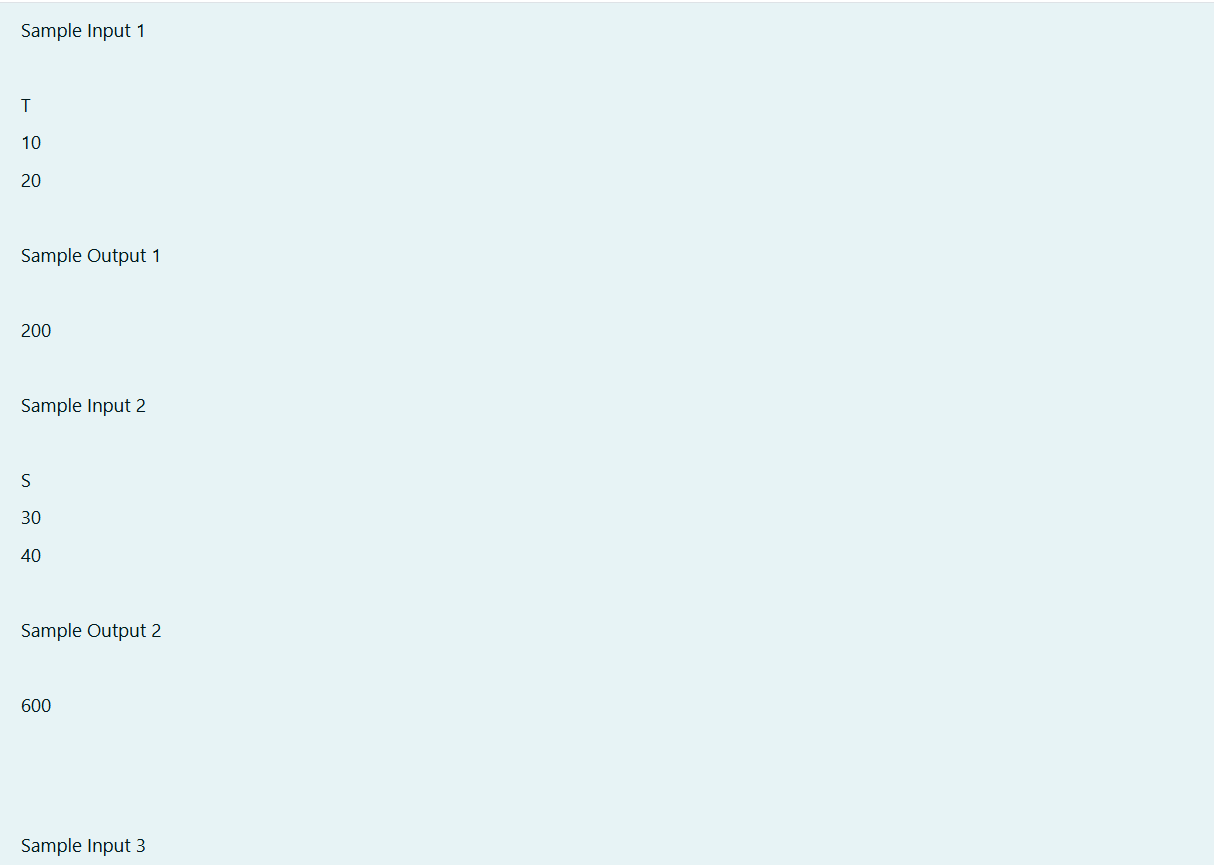 Sample Input 1
T
10
20
Sample Output 1
200
Sample Input 2
S
30
40
Sample Output 2
600
Sample Input 3